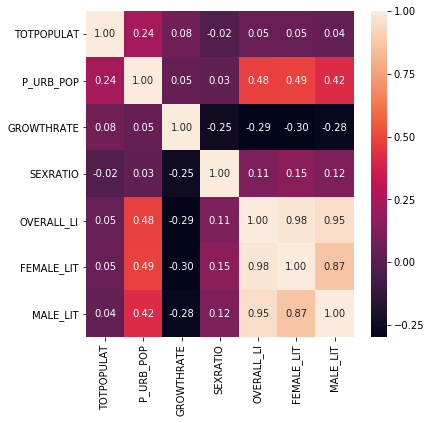 TOTPOPULAT 1.00 0.24 0.08 -0.02 0.05 0.05 0.04
P_URB_POP 0.24 1.00 0.05 0.03 0.48 0.49 0.42
GROWTHRATE 0.08 0.05 1.00 -0.25 -0.29 -0.30 -0.28
SEXRATIO -0.02 0.03 -0.25 1.00 0.11 0.15 0.12
OVERALL_LI 0.05 0.48 -0.29 0.11 1.00 0.98 0.95
FEMALE_LIT 0.05 0.49 -0.30 0.15 0.98 1.00 0.87
MALE_LIT 0.04 0.42 -0.28 0.12 0.95 0.87 1.00
TOTPOPULAT
P_URB_POP
GROWTHRATE
SEXRATIO
OVERALL_LI
FEMALE_LIT
MALE_LIT
1.00
0.75
0.50
0.25
0.00
-0.25